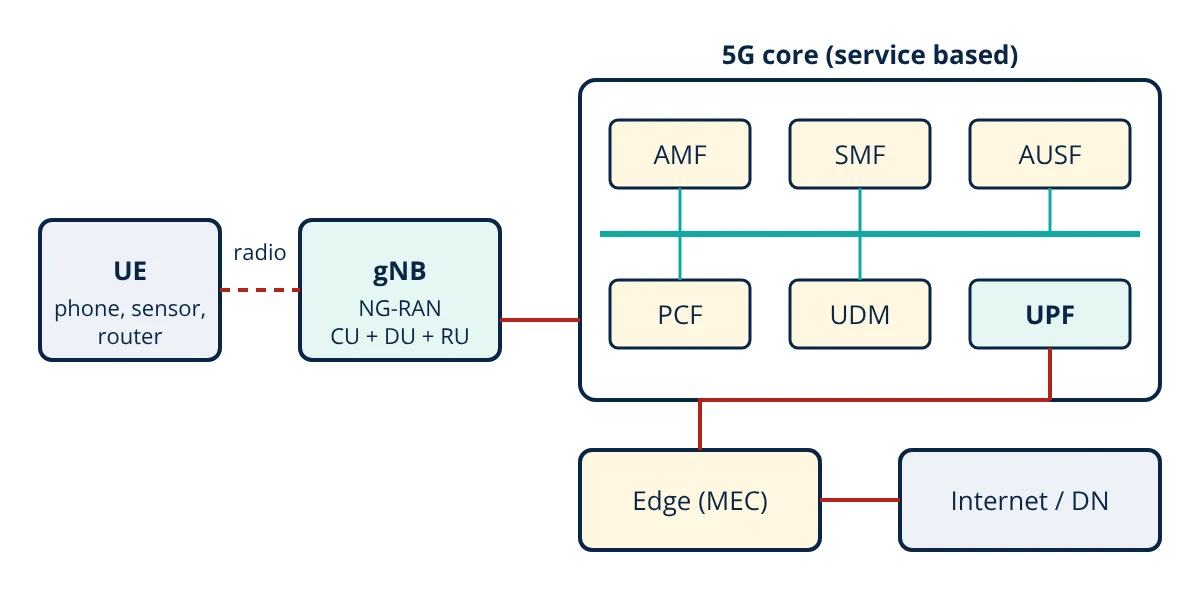 5G core (service based)
AMF
SMF
AUSF
UE
phone, sensor,
router
radio
gNB
NG-RAN
CU + DU + RU
PCF
UDM
UPF
Edge (MEC)
Internet / DN